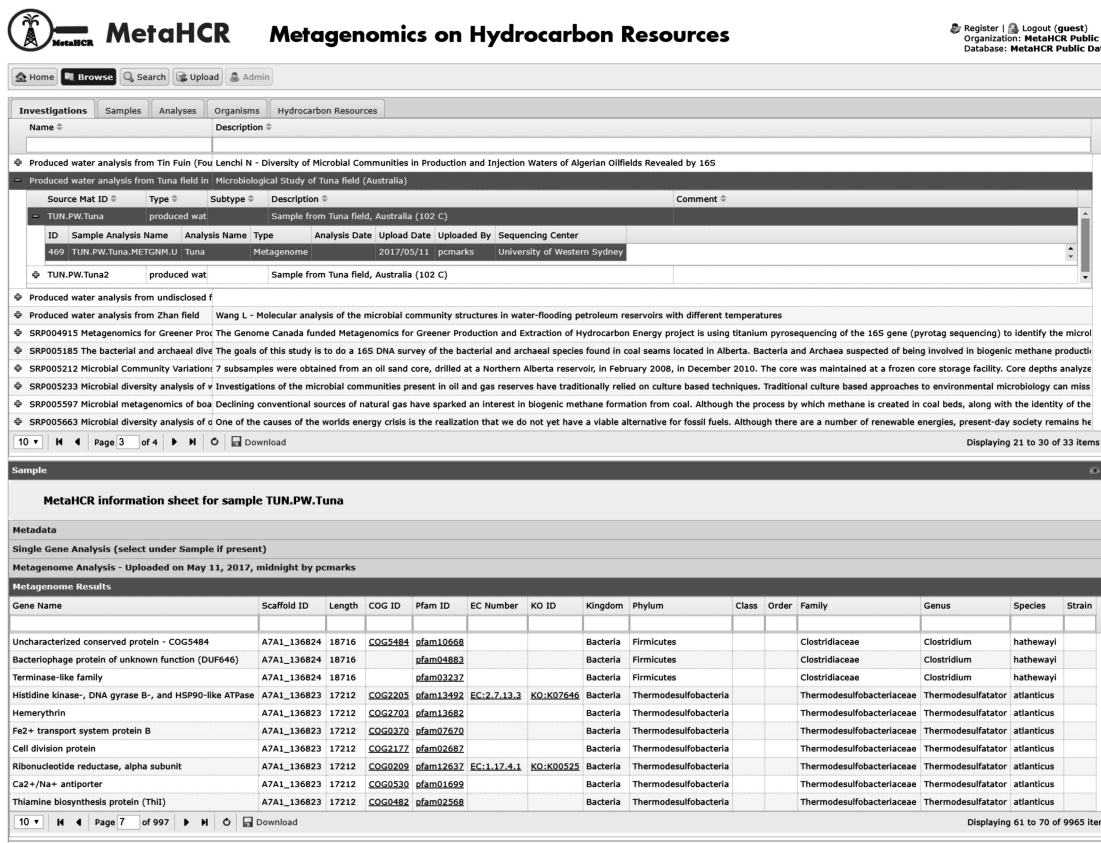 MetaHCR MetaHCR Metagenomics on Hydrocarbon Resources
Register | Logout (guest)
Organization: MetaHCR Public
Database: MetaHCR Public Dat
Home Browse Search Upload Admin
Investigations Samples Analyses Organisms Hydrocarbon Resources
Name Description
Produced water analysis from Tin Fuin (Fou Lenchi N - Diversity of Microbial Communities in Production and Injection Waters of Algerian Oilfields Revealed by 16S
Produced water analysis from Tuna field in Microbiological Study of Tuna field (Australia)
Source Mat ID Type Subtype Description Comment
TUN.PW.Tuna produced wat Sample from Tuna field, Australia (102 C)
ID Sample Analysis Name Analysis Name Type Analysis Date Upload Date Uploaded By Sequencing Center
469 TUN.PW.Tuna.METGNM.U Tuna Metagenome 2017/05/11 pcmarks University of Western Sydney
TUN.PW.Tuna2 produced wat Sample from Tuna field, Australia (102 C)
Produced water analysis from undisclosed f
Produced water analysis from Zhan field Wang L - Molecular analysis of the microbial community structures in water-flooding petroleum reservoirs with different temperatures
SRP004915 Metagenomics for Greener Proc The Genome Canada funded Metagenomics for Greener Production and Extraction of Hydrocarbon Energy project is using titanium pyrosequencing of the 16S gene (pyrotag sequencing) to identify the microl
SRP005185 The bacterial and archaeal dive The goals of this study is to do a 16S DNA survey of the bacterial and archaeal species found in coal seams located in Alberta. Bacteria and Archaea suspected of being involved in biogenic methane producti
SRP005212 Microbial Community Variations 7 subsamples were obtained from an oil sand core, drilled at a Northern Alberta reservoir, in February 2008, in December 2010. The core was maintained at a frozen core storage facility. Core depths analyze
SRP005233 Microbial diversity analysis of v Investigations of the microbial communities present in oil and gas reserves have traditionally relied on culture based techniques. Traditional culture based approaches to environmental microbiology can miss
SRP005597 Microbial metagenomics of boa Declining conventional sources of natural gas have sparked an interest in biogenic methane formation from coal. Although the process by which methane is created in coal beds, along with the identity of the
SRP005663 Microbial diversity analysis of o One of the causes of the worlds energy crisis is the realization that we do not yet have a viable alternative for fossil fuels. Although there are a number of renewable energies, present-day society remains he
10 Page 3 of 4 Download Displaying 21 to 30 of 33 items
Sample
MetaHCR information sheet for sample TUN.PW.Tuna
Metadata
Single Gene Analysis (select under Sample if present)
Metagenome Analysis - Uploaded on May 11, 2017, midnight by pcmarks
Metagenome Results
Gene Name Scaffold ID Length COG ID Pfam ID EC Number KO ID Kingdom Phylum Class Order Family Genus Species Strain
Uncharacterized conserved protein - COG5484 A7A1_136824 18716 COG5484 pfam10668 Bacteria Firmicutes Clostridiaceae Clostridium hathewayi
Bacteriophage protein of unknown function (DUF646) A7A1_136824 18716 pfam04883 Bacteria Firmicutes Clostridiaceae Clostridium hathewayi
Terminase-like family A7A1_136824 18716 pfam03237 Bacteria Firmicutes Clostridiaceae Clostridium hathewayi
Histidine kinase-, DNA gyrase B-, and HSP90-like ATPase A7A1_136823 17212 COG2205 pfam13492 EC:2.7.13.3 KO:K07646 Bacteria Thermodesulfobacteria Thermodesulfobacteriaceae Thermodesulfatator atlanticus
Hemerythrin A7A1_136823 17212 COG2703 pfam13682 Bacteria Thermodesulfobacteria Thermodesulfobacteriaceae Thermodesulfatator atlanticus
Fe2+ transport system protein B A7A1_136823 17212 COG0370 pfam07670 Bacteria Thermodesulfobacteria Thermodesulfobacteriaceae Thermodesulfatator atlanticus
Cell division protein A7A1_136823 17212 COG2177 pfam02687 Bacteria Thermodesulfobacteria Thermodesulfobacteriaceae Thermodesulfatator atlanticus
Ribonucleotide reductase, alpha subunit A7A1_136823 17212 COG0209 pfam12637 EC:1.17.4.1 KO:K00525 Bacteria Thermodesulfobacteria Thermodesulfobacteriaceae Thermodesulfatator atlanticus
Ca2+/Na+ antiporter A7A1_136823 17212 COG0530 pfam01699 Bacteria Thermodesulfobacteria Thermodesulfobacteriaceae Thermodesulfatator atlanticus
Thiamine biosynthesis protein (ThiI) A7A1_136823 17212 COG0482 pfam02568 Bacteria Thermodesulfobacteria Thermodesulfobacteriaceae Thermodesulfatator atlanticus
10 Page 7 of 997 Download Displaying 61 to 70 of 9965 iter